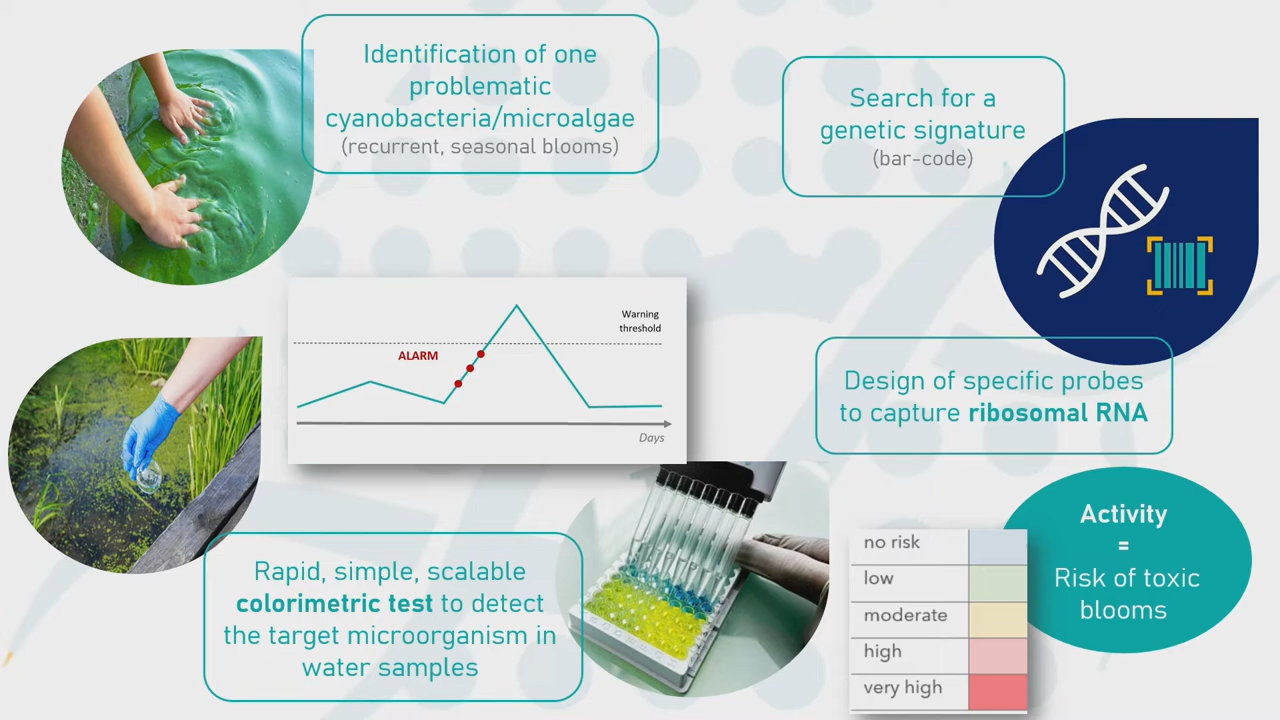 Identification of one
problematic
cyanobacteria/microalgae
(recurrent, seasonal blooms)
Search for a
genetic signature
(bar-code)
Warning
threshold
ALARM
Days
Design of specific probes
to capture ribosomal RNA
Activity
=
Risk of toxic
blooms
no risk
low
moderate
high
very high
Rapid, simple, scalable
colorimetric test to detect
the target microorganism in
water samples